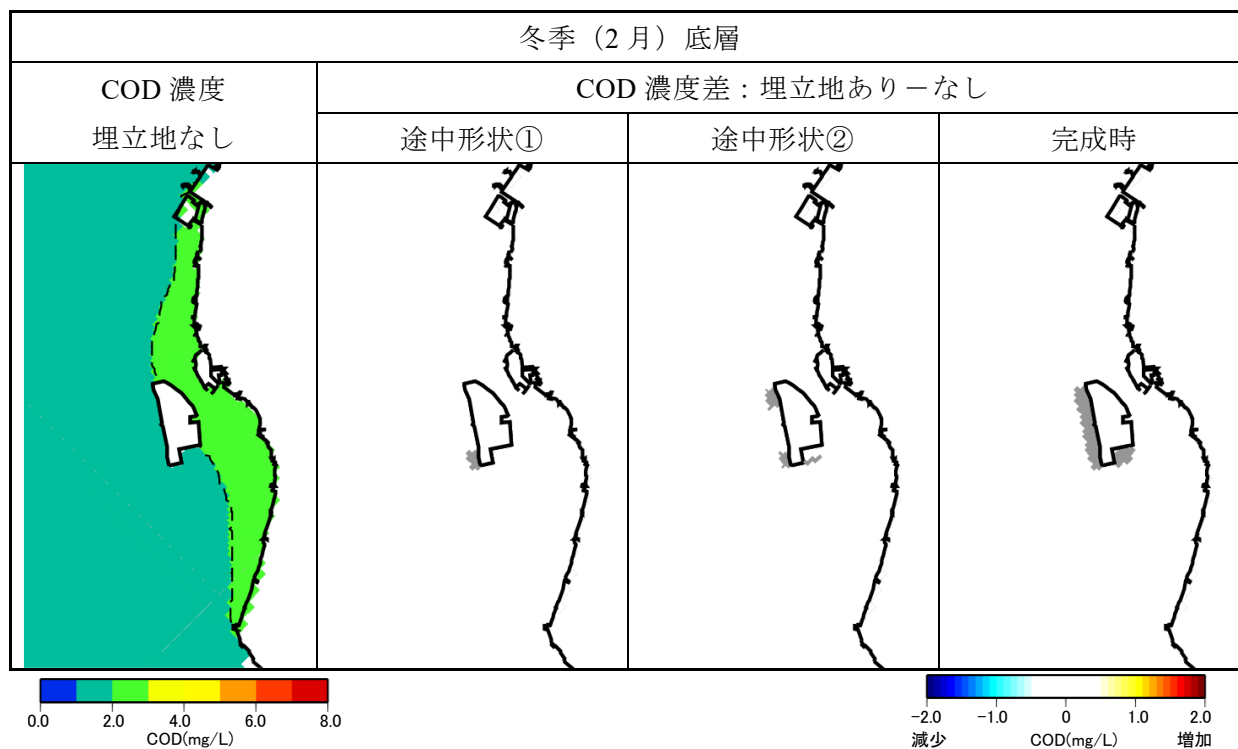 冬季（2月）底層
COD 濃度
埋立地なし
COD 濃度差：埋立地あり－なし
途中形状①
途中形状②
完成時
0.0 2.0 4.0 6.0 8.0
COD(mg/L)
-2.0 -1.0 0 1.0 2.0
減少 COD(mg/L) 増加